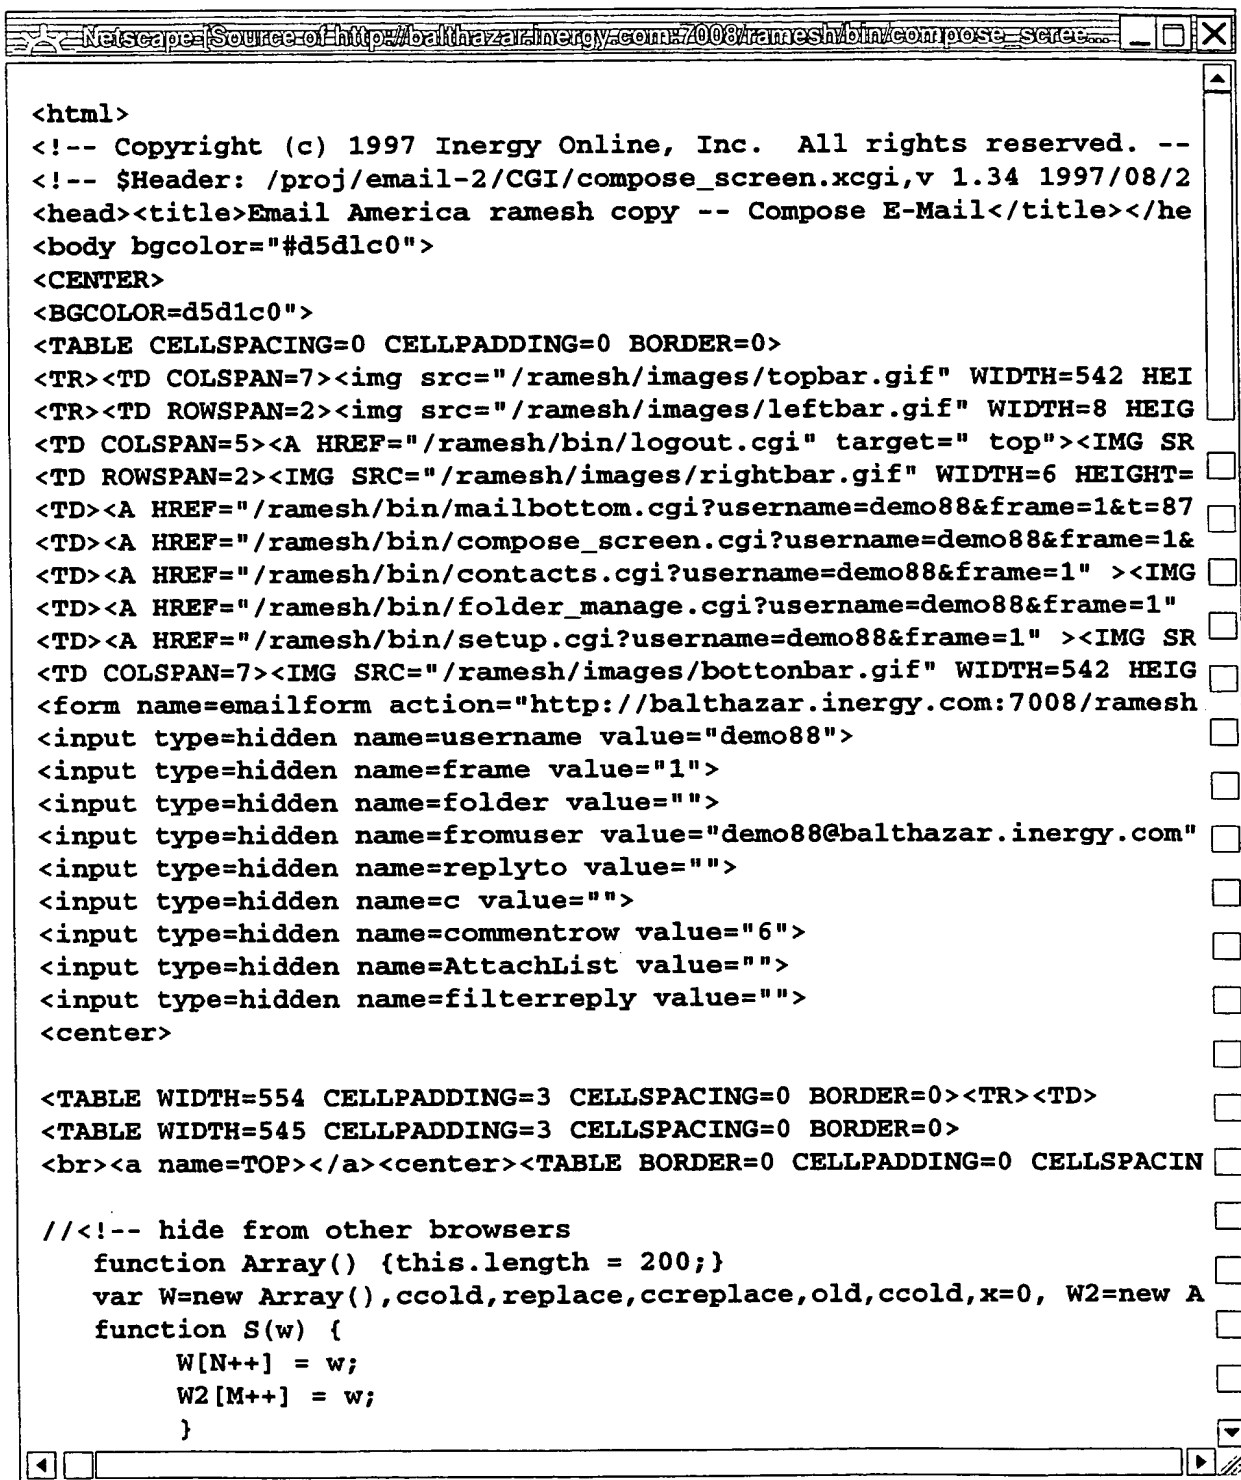 Netscape-[Source of http://balthazar.inergy.com:7008/ramesh/bin/compose_scree...
<html>
<!-- Copyright (c) 1997 Inergy Online, Inc.  All rights reserved. --
<!-- $Header: /proj/email-2/CGI/compose_screen.xcgi,v 1.34 1997/08/2
<head><title>Email America ramesh copy -- Compose E-Mail</title></he
<body bgcolor="#d5d1c0">
<CENTER>
<BGCOLOR=d5d1c0">
<TABLE CELLSPACING=0 CELLPADDING=0 BORDER=0>
<TR><TD COLSPAN=7><img src="/ramesh/images/topbar.gif" WIDTH=542 HEI
<TR><TD ROWSPAN=2><img src="/ramesh/images/leftbar.gif" WIDTH=8 HEIG
<TD COLSPAN=5><A HREF="/ramesh/bin/logout.cgi" target=" top"><IMG SR
<TD ROWSPAN=2><IMG SRC="/ramesh/images/rightbar.gif" WIDTH=6 HEIGHT=
<TD><A HREF="/ramesh/bin/mailbottom.cgi?username=demo88&frame=1&t=87
<TD><A HREF="/ramesh/bin/compose_screen.cgi?username=demo88&frame=1&
<TD><A HREF="/ramesh/bin/contacts.cgi?username=demo88&frame=1" ><IMG
<TD><A HREF="/ramesh/bin/folder_manage.cgi?username=demo88&frame=1"
<TD><A HREF="/ramesh/bin/setup.cgi?username=demo88&frame=1" ><IMG SR
<TD COLSPAN=7><IMG SRC="/ramesh/images/bottonbar.gif" WIDTH=542 HEIG
<form name=emailform action="http://balthazar.inergy.com:7008/ramesh
<input type=hidden name=username value="demo88">
<input type=hidden name=frame value="1">
<input type=hidden name=folder value="">
<input type=hidden name=fromuser value="demo88@balthazar.inergy.com"
<input type=hidden name=replyto value="">
<input type=hidden name=c value="">
<input type=hidden name=commentrow value="6">
<input type=hidden name=AttachList value="">
<input type=hidden name=filterreply value="">
<center>
<TABLE WIDTH=554 CELLPADDING=3 CELLSPACING=0 BORDER=0><TR><TD>
<TABLE WIDTH=545 CELLPADDING=3 CELLSPACING=0 BORDER=0>
<br><a name=TOP></a><center><TABLE BORDER=0 CELLPADDING=0 CELLSPACIN
//<!-- hide from other browsers
function Array() {this.length = 200;}
var W=new Array(),ccold,replace,ccreplace,old,ccold,x=0, W2=new A
function S(w) {
W[N++] = w;
W2[M++] = w;
}